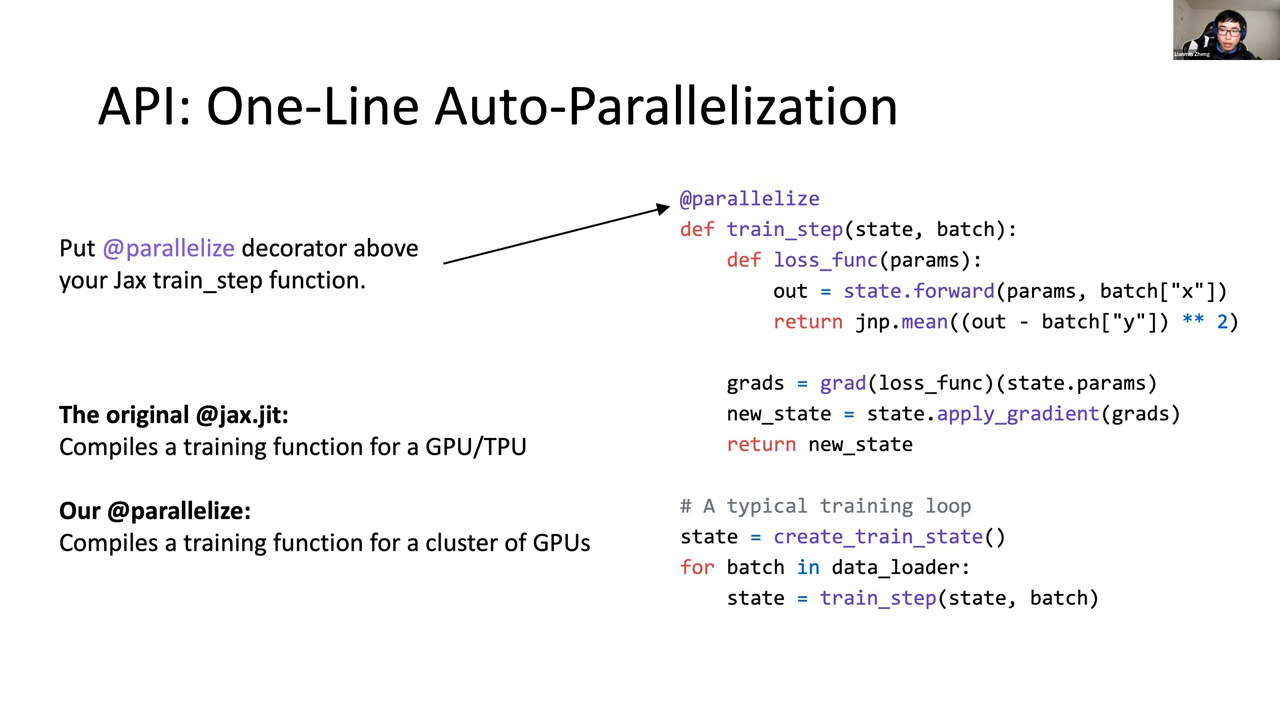 Lianmin Zheng
API: One-Line Auto-Parallelization
Put @parallelize decorator above
your Jax train_step function.
The original @jax.jit:
Compiles a training function for a GPU/TPU
Our @parallelize:
Compiles a training function for a cluster of GPUs
@parallelize
def train_step(state, batch):
    def loss_func(params):
        out = state.forward(params, batch["x"])
        return jnp.mean((out - batch["y"]) ** 2)
    grads = grad(loss_func)(state.params)
    new_state = state.apply_gradient(grads)
    return new_state
# A typical training loop
state = create_train_state()
for batch in data_loader:
    state = train_step(state, batch)